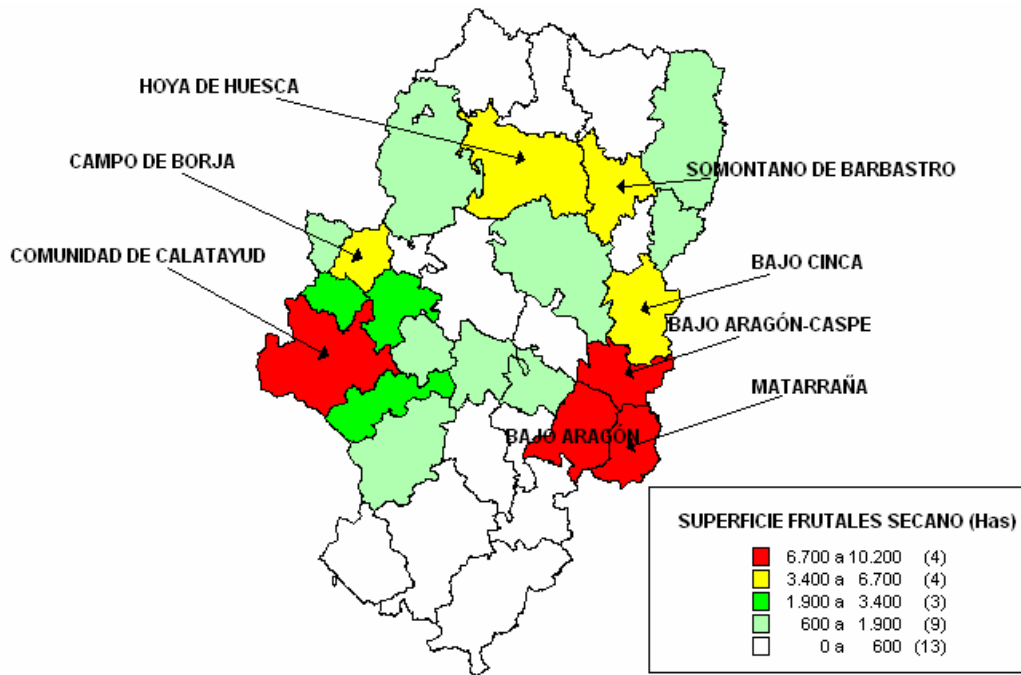 HOYA DE HUESCA
CAMPO DE BORJA
SOMONTANO DE BARBASTRO
COMUNIDAD DE CALATAYUD
BAJO CINCA
BAJO ARAGÓN-CASPE
MATARRAÑA
BAJO ARAGÓN
SUPERFICIE FRUTALES SECANO (Has)
6.700 a 10.200 (4)
3.400 a 6.700 (4)
1.900 a 3.400 (3)
600 a 1.900 (9)
0 a 600 (13)